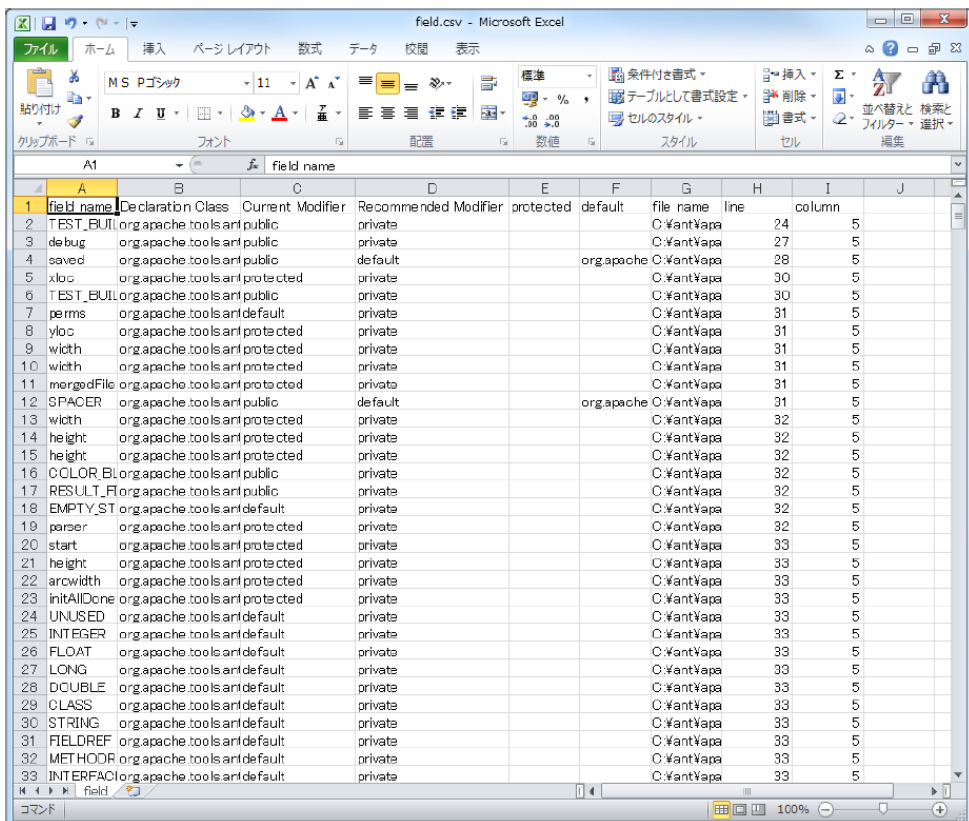 field.csv - Microsoft Excel
ファイル ホーム 挿入 ページ レイアウト 数式 データ 校閲 表示
貼り付け MS Pゴシック 11 A A 標準 条件付き書式 挿入 Σ
B I U A 亜 % , テーブルとして書式設定 削除 並べ替えと フィルター 検索と 選択
.0 .00 .00 .0 セルのスタイル 書式
クリップボード フォント 配置 数値 スタイル セル 編集
A1 fx field name
A B C D E F G H I J
1 field name Declaration Class Current Modifier Recommended Modifier protected default file name line column
2 TEST_BUIL org.apache.tools.ant public private C:¥ant¥apa 24 5
3 debug org.apache.tools.ant public private C:¥ant¥apa 27 5
4 saved org.apache.tools.ant public default org.apache C:¥ant¥apa 28 5
5 xloc org.apache.tools.ant protected private C:¥ant¥apa 30 5
6 TEST_BUIL org.apache.tools.ant public private C:¥ant¥apa 30 5
7 perms org.apache.tools.ant default private C:¥ant¥apa 31 5
8 yloc org.apache.tools.ant protected private C:¥ant¥apa 31 5
9 width org.apache.tools.ant protected private C:¥ant¥apa 31 5
10 width org.apache.tools.ant protected private C:¥ant¥apa 31 5
11 mergedFile org.apache.tools.ant protected private C:¥ant¥apa 31 5
12 SPACER org.apache.tools.ant public default org.apache C:¥ant¥apa 31 5
13 width org.apache.tools.ant protected private C:¥ant¥apa 32 5
14 height org.apache.tools.ant protected private C:¥ant¥apa 32 5
15 height org.apache.tools.ant protected private C:¥ant¥apa 32 5
16 COLOR_BL org.apache.tools.ant public private C:¥ant¥apa 32 5
17 RESULT_FI org.apache.tools.ant public private C:¥ant¥apa 32 5
18 EMPTY_ST org.apache.tools.ant default private C:¥ant¥apa 32 5
19 parser org.apache.tools.ant protected private C:¥ant¥apa 32 5
20 start org.apache.tools.ant protected private C:¥ant¥apa 33 5
21 height org.apache.tools.ant protected private C:¥ant¥apa 33 5
22 arcwidth org.apache.tools.ant protected private C:¥ant¥apa 33 5
23 initAllDone org.apache.tools.ant protected private C:¥ant¥apa 33 5
24 UNUSED org.apache.tools.ant default private C:¥ant¥apa 33 5
25 INTEGER org.apache.tools.ant default private C:¥ant¥apa 33 5
26 FLOAT org.apache.tools.ant default private C:¥ant¥apa 33 5
27 LONG org.apache.tools.ant default private C:¥ant¥apa 33 5
28 DOUBLE org.apache.tools.ant default private C:¥ant¥apa 33 5
29 CLASS org.apache.tools.ant default private C:¥ant¥apa 33 5
30 STRING org.apache.tools.ant default private C:¥ant¥apa 33 5
31 FIELDREF org.apache.tools.ant default private C:¥ant¥apa 33 5
32 METHODR org.apache.tools.ant default private C:¥ant¥apa 33 5
33 INTERFACI org.apache.tools.ant default private C:¥ant¥apa 33 5
field
コマンド 100%